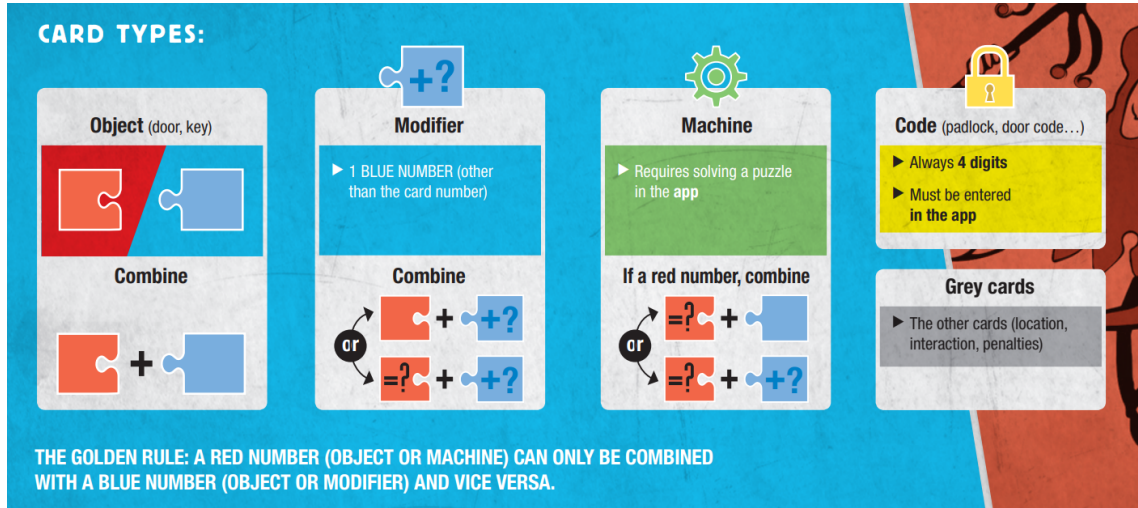 CARD TYPES:
Object (door, key)
Combine
+
+?
Modifier
▶ 1 BLUE NUMBER (other
than the card number)
Combine
or
+ +?
=? + +?
Machine
▶ Requires solving a puzzle
in the app
If a red number, combine
or
=? +
=? + +?
Code (padlock, door code...)
▶ Always 4 digits
▶ Must be entered
in the app
Grey cards
▶ The other cards (location,
interaction, penalties)
THE GOLDEN RULE: A RED NUMBER (OBJECT OR MACHINE) CAN ONLY BE COMBINED
WITH A BLUE NUMBER (OBJECT OR MODIFIER) AND VICE VERSA.